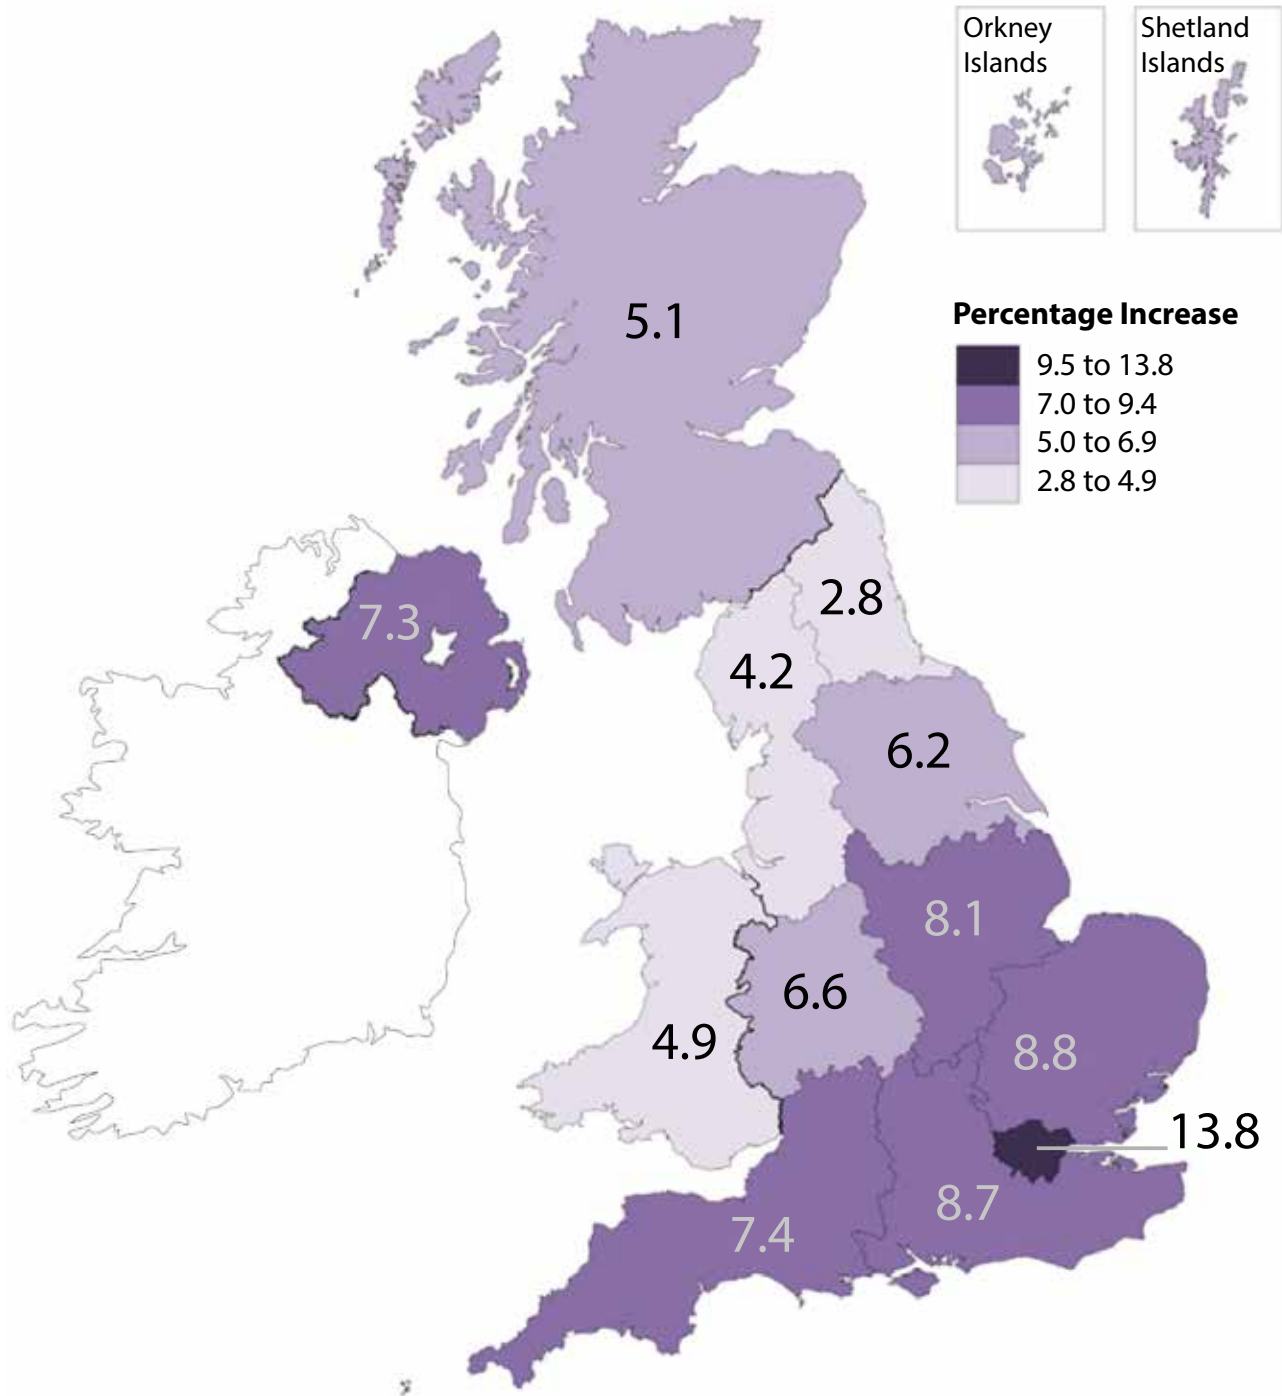 Orkney
Islands
Shetland
Islands
Percentage Increase
9.5 to 13.8
7.0 to 9.4
5.0 to 6.9
2.8 to 4.9
5.1
2.8
7.3
4.2
6.2
8.1
6.6
4.9
8.8
13.8
8.7
7.4